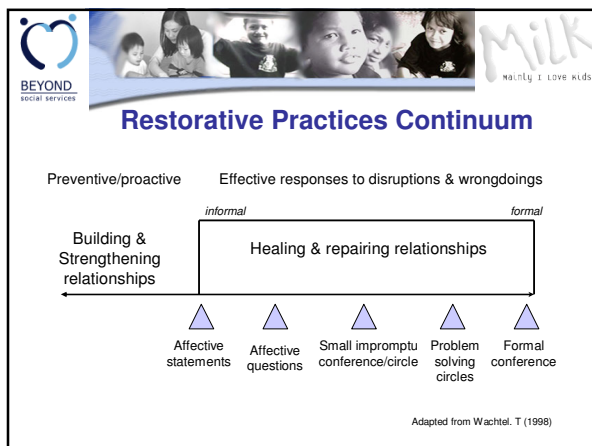 BEYOND
social services
MILK
Mainly I Love Kids
Restorative Practices Continuum
Preventive/proactive
Effective responses to disruptions & wrongdoings
informal
formal
Building &
Strengthening
relationships
Healing & repairing relationships
Affective
statements
Affective
questions
Small impromptu
conference/circle
Problem
solving
circles
Formal
conference
Adapted from Wachtel. T (1998)